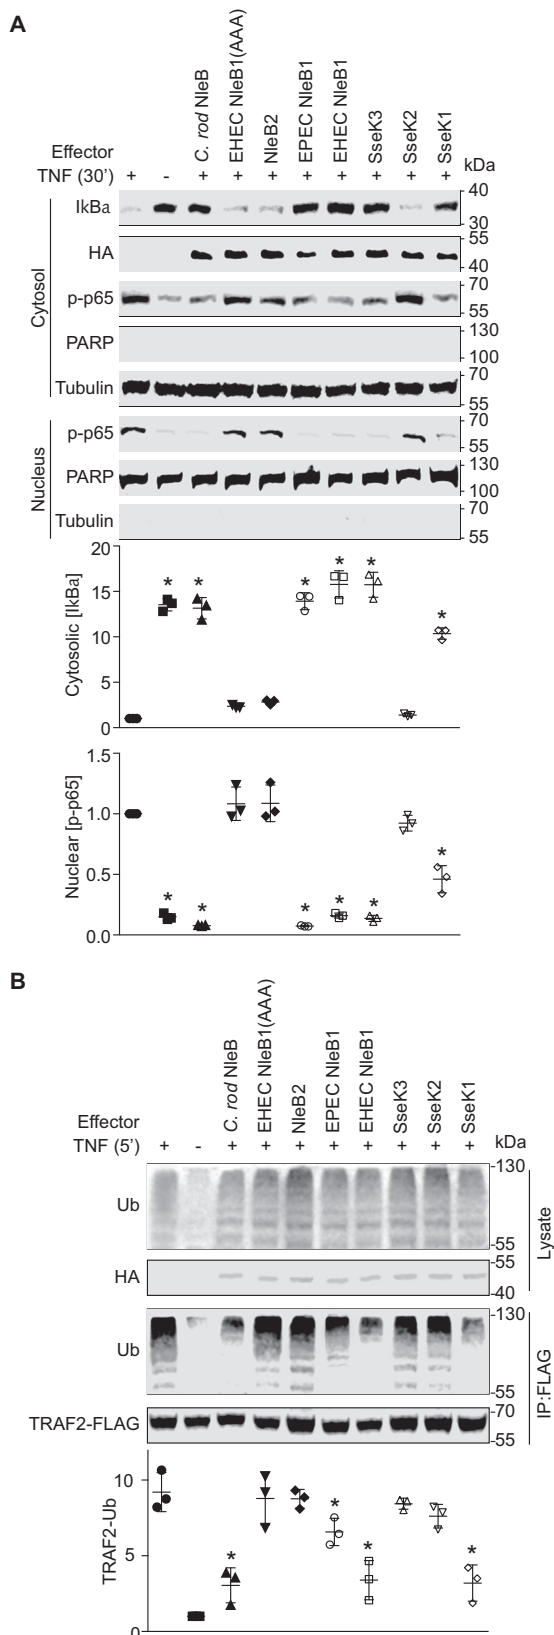 A
Effector
C. rod NleB
EHEC NleB1(AAA)
NleB2
EPEC NleB1
EHEC NleB1
SseK3
SseK2
SseK1
kDa
TNF (30') + - + + + + + + + +
Cytosol
IkBa 40 30
HA 55 40
p-p65 70 55
PARP 130 100
Tubulin 70 55
Nucleus
p-p65 70 55
PARP 130 100
Tubulin 70 55
Cytosolic [IkBa]
20
15
10
5
0
* * * * * *
Nuclear [p-p65]
1.5
1.0
0.5
0.0
* * * * * *
B
Effector
C. rod NleB
EHEC NleB1(AAA)
NleB2
EPEC NleB1
EHEC NleB1
SseK3
SseK2
SseK1
kDa
TNF (5') + - + + + + + + + +
Ub -130 -55
HA -55 -40
Lysate
Ub -130 -55
TRAF2-FLAG -70 -55
IP:FLAG
TRAF2-Ub
10
5
0
* * * *